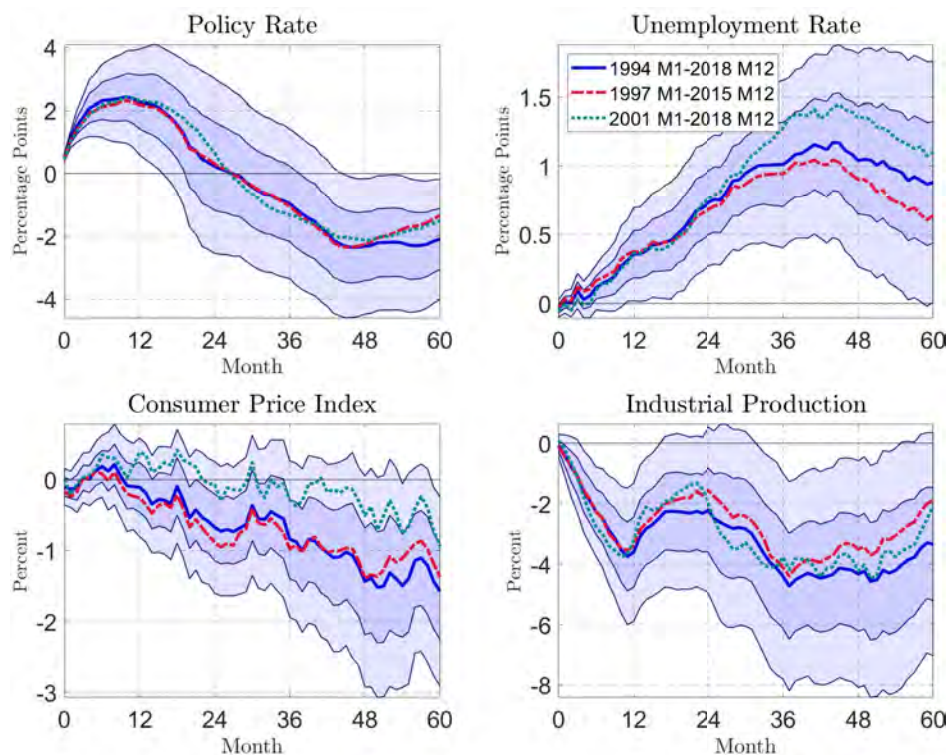 Policy Rate
Percentage Points
4
2
0
-2
-4
0 12 24 36 48 60
Month
Unemployment Rate
Percentage Points
1.5
1
0.5
0
1994 M1-2018 M12
1997 M1-2015 M12
2001 M1-2018 M12
0 12 24 36 48 60
Month
Consumer Price Index
Percent
0
-1
-2
-3
0 12 24 36 48 60
Month
Industrial Production
Percent
0
-2
-4
-6
-8
0 12 24 36 48 60
Month